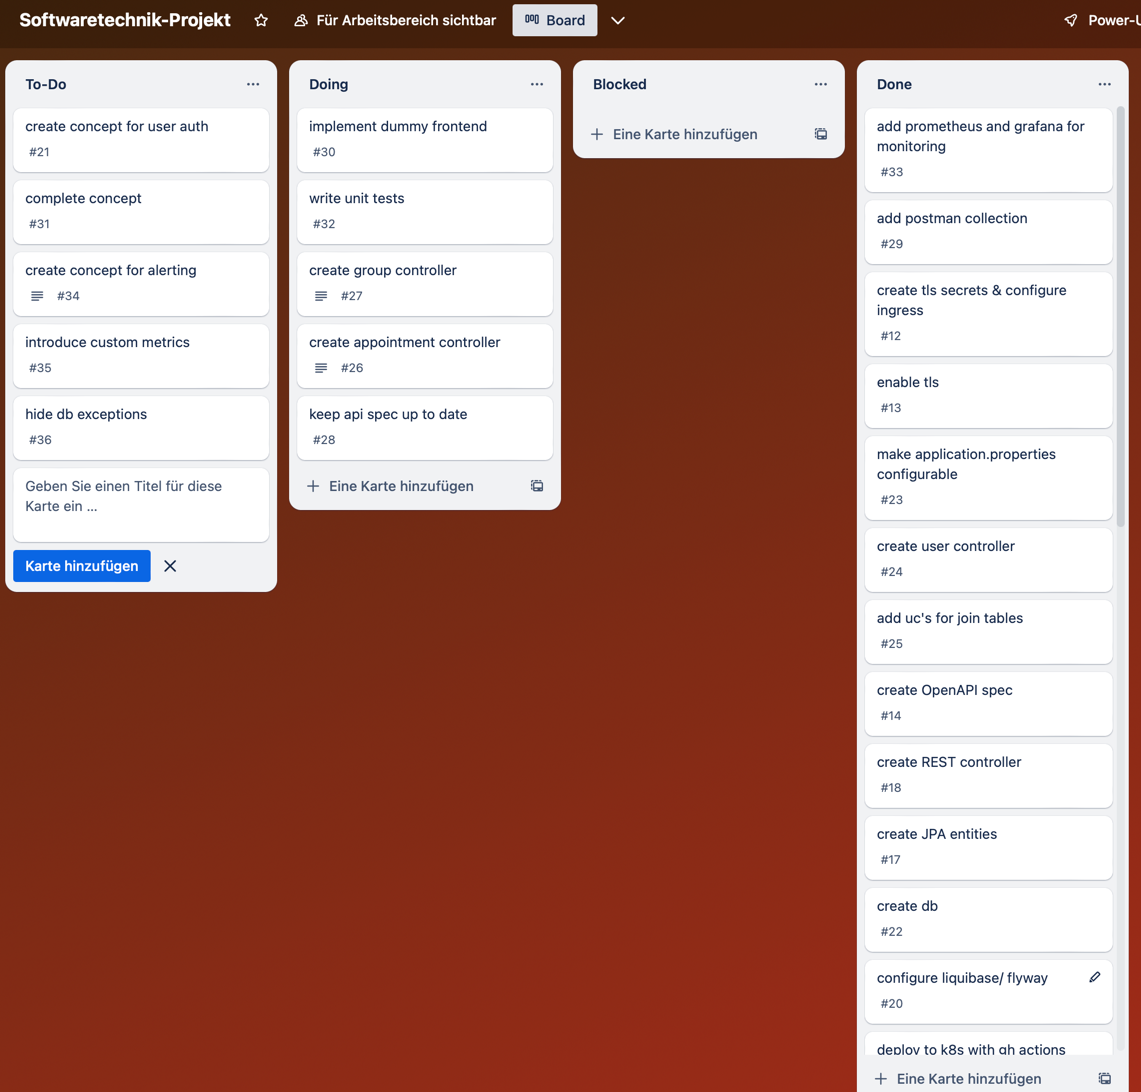 Softwaretechnik-Projekt
Für Arbeitsbereich sichtbar
Board
Power-U
To-Do
create concept for user auth
#21
complete concept
#31
create concept for alerting
#34
introduce custom metrics
#35
hide db exceptions
#36
Geben Sie einen Titel für diese
Karte ein ...
Karte hinzufügen
Doing
implement dummy frontend
#30
write unit tests
#32
create group controller
#27
create appointment controller
#26
keep api spec up to date
#28
Eine Karte hinzufügen
Blocked
Eine Karte hinzufügen
Done
add prometheus and grafana for
monitoring
#33
add postman collection
#29
create tls secrets & configure
ingress
#12
enable tls
#13
make application.properties
configurable
#23
create user controller
#24
add uc's for join tables
#25
create OpenAPI spec
#14
create REST controller
#18
create JPA entities
#17
create db
#22
configure liquibase/ flyway
#20
deploy to k8s with gh actions
Eine Karte hinzufügen